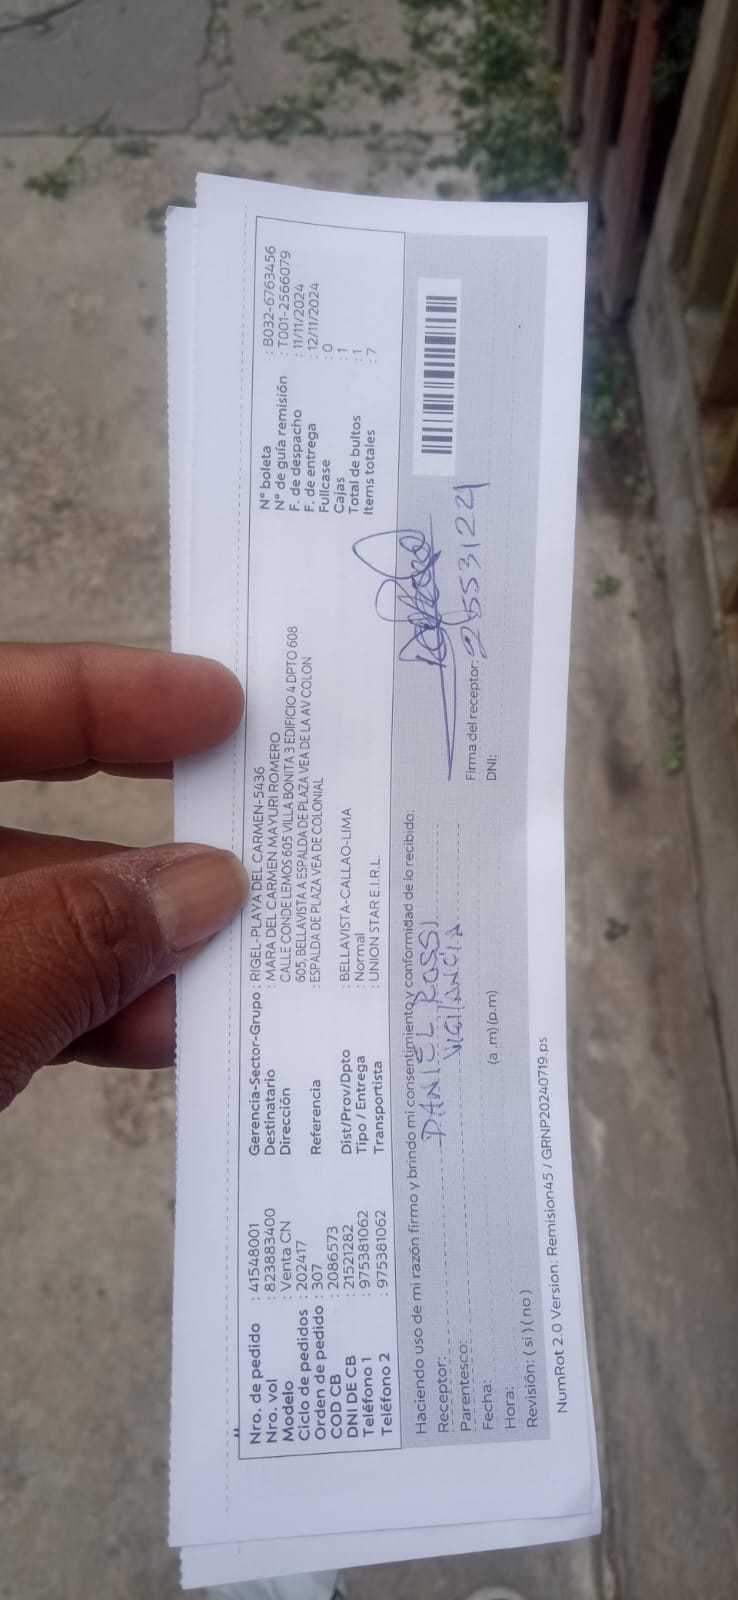 Nro. de pedido : 41548001
Nro. vol : 823883400
Modelo : Venta CN
Ciclo de pedidos : 202417
Orden de pedido : 307
COD CB : 2086573
DNI DE CB : 21521282
Teléfono 1 : 975381062
Teléfono 2 : 975381062
Gerencia-Sector-Grupo : RIGEL-PLAYA DEL CARMEN-5436
Destinatario : MARA DEL CARMEN MAYURI ROMERO
Dirección CALLE CONDE LEMOS 605 VILLA BONITA 3 EDIFICIO 4 DPTO 608
605, BELLAVISTA A ESPALDA DE PLAZA VEA DE LA AV COLON
Referencia : ESPALDA DE PLAZA VEA DE COLONIAL
Dist/Prov/Dpto : BELLAVISTA-CALLAO-LIMA
Tipo / Entrega : Normal
Transportista : UNION STAR E.I.R.L.
N° boleta : B032-6763456
N° de guía remisión : T001-2566079
F. de despacho : 11/11/2024
F. de entrega : 12/11/2024
Fullcase : 0
Cajas : 1
Total de bultos : 1
Items totales : 7
Haciendo uso de mi razón firmo y brindo mi consentimiento y conformidad de lo recibido:
Receptor: DANIEL ROSSI
Parentesco: VIGILANCIA
Fecha:
Hora: (a .m) (p.m)
Revisión: ( si ) ( no )
Firma del receptor:
DNI: 25531221
NumRot 2.0 Version: Remision45 / GRNP20240719.ps